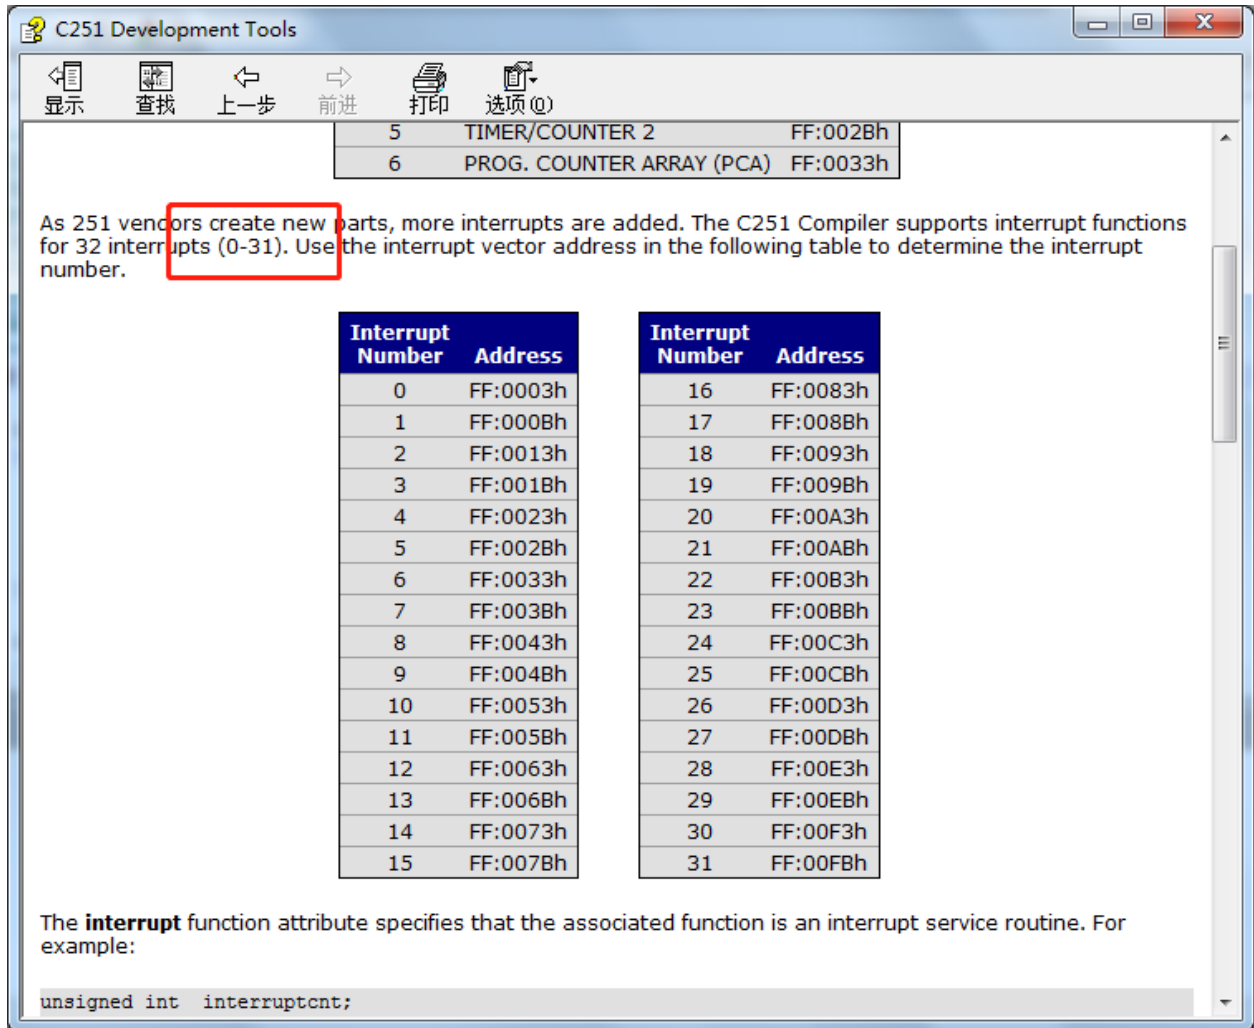 C251 Development Tools
显示 查找 上一步 前进 打印 选项(O)
5 TIMER/COUNTER 2 FF:002Bh
6 PROG. COUNTER ARRAY (PCA) FF:0033h
As 251 vendors create new parts, more interrupts are added. The C251 Compiler supports interrupt functions
for 32 interrupts (0-31). Use the interrupt vector address in the following table to determine the interrupt
number.
Interrupt Interrupt
Number Address Number Address
0 FF:0003h 16 FF:0083h
1 FF:000Bh 17 FF:008Bh
2 FF:0013h 18 FF:0093h
3 FF:001Bh 19 FF:009Bh
4 FF:0023h 20 FF:00A3h
5 FF:002Bh 21 FF:00ABh
6 FF:0033h 22 FF:00B3h
7 FF:003Bh 23 FF:00BBh
8 FF:0043h 24 FF:00C3h
9 FF:004Bh 25 FF:00CBh
10 FF:0053h 26 FF:00D3h
11 FF:005Bh 27 FF:00DBh
12 FF:0063h 28 FF:00E3h
13 FF:006Bh 29 FF:00EBh
14 FF:0073h 30 FF:00F3h
15 FF:007Bh 31 FF:00FBh
The interrupt function attribute specifies that the associated function is an interrupt service routine. For
example:
unsigned int interruptcnt;